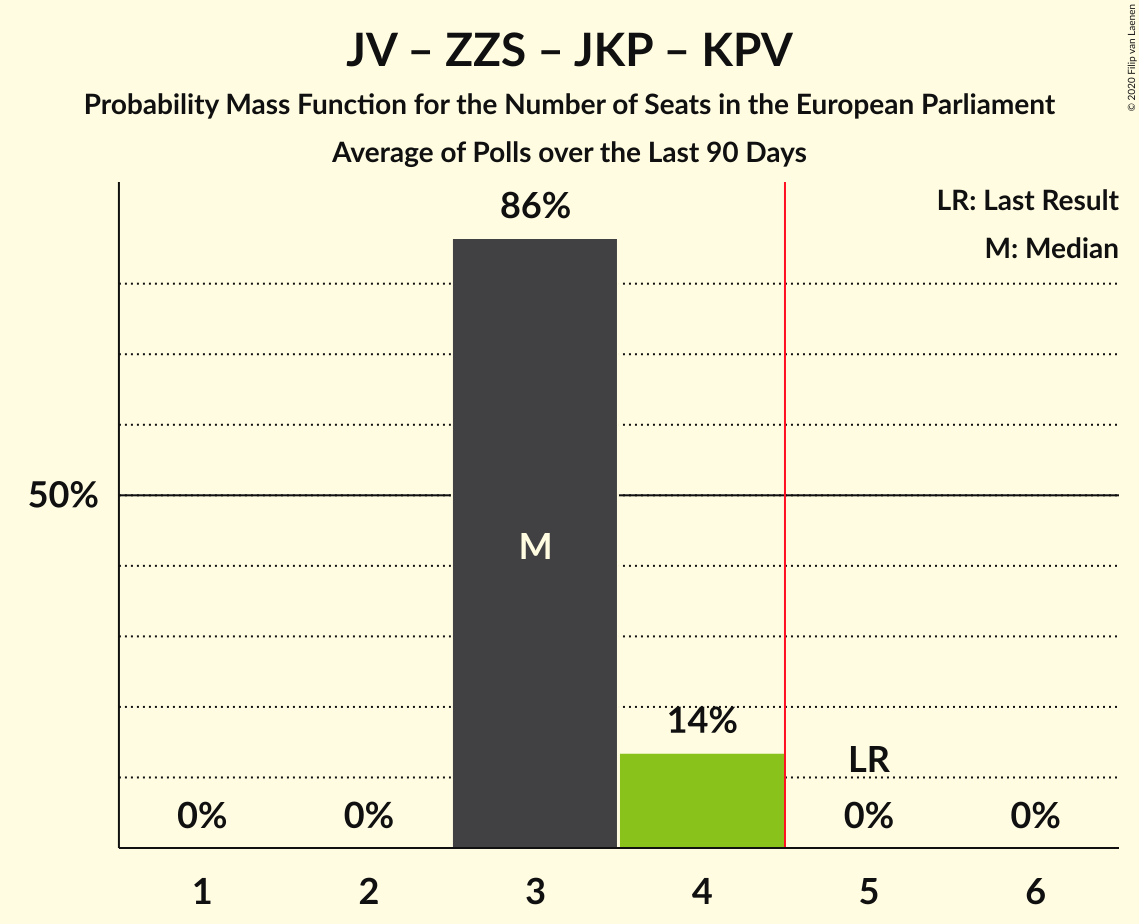 JV – ZZS – JKP – KPV
Probability Mass Function for the Number of Seats in the European Parliament
Average of Polls over the Last 90 Days
© 2020 Filip van Laenen
LR: Last Result
M: Median
86%
50%
M
14%
LR
0% 0% 0% 0%
1 2 3 4 5 6